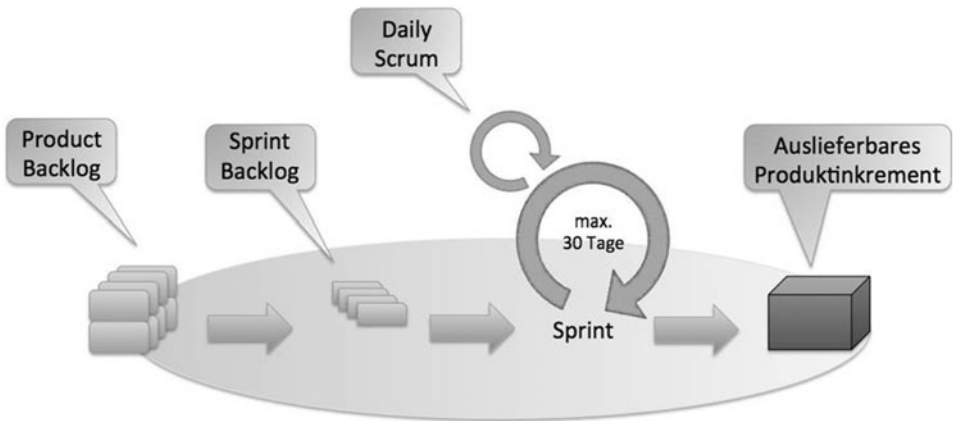 Daily
Scrum
Product
Backlog
Sprint
Backlog
Auslieferbares
Produktinkrement
max.
30 Tage
Sprint